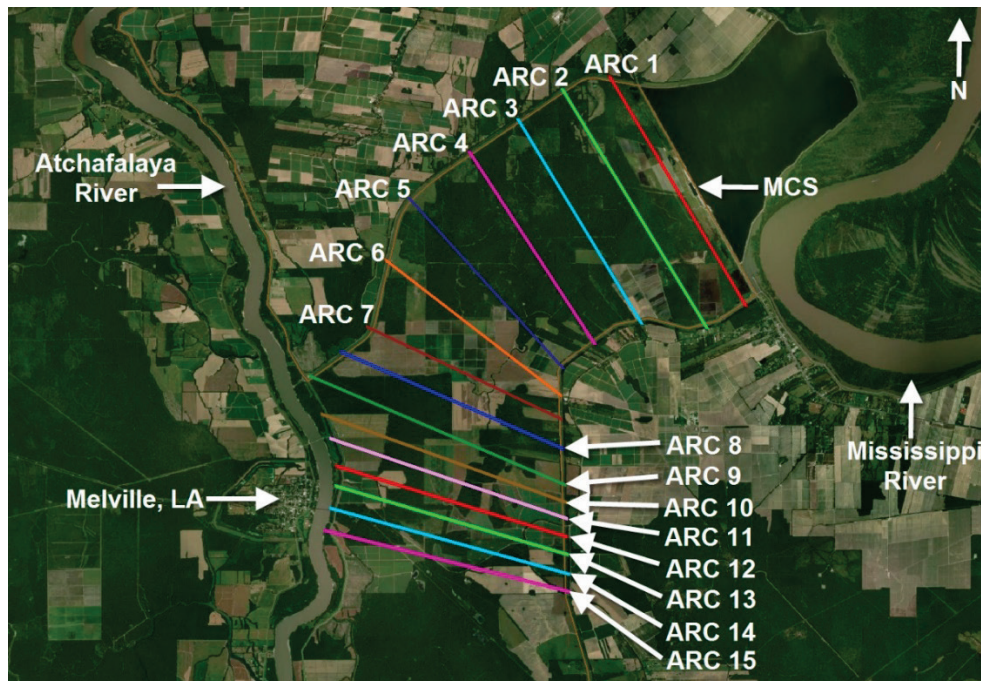 ARC 1
ARC 2
ARC 3
ARC 4
ARC 5
ARC 6
ARC 7
Atchafalaya
River
MCS
N
Mississippi
River
Melville, LA
ARC 8
ARC 9
ARC 10
ARC 11
ARC 12
ARC 13
ARC 14
ARC 15